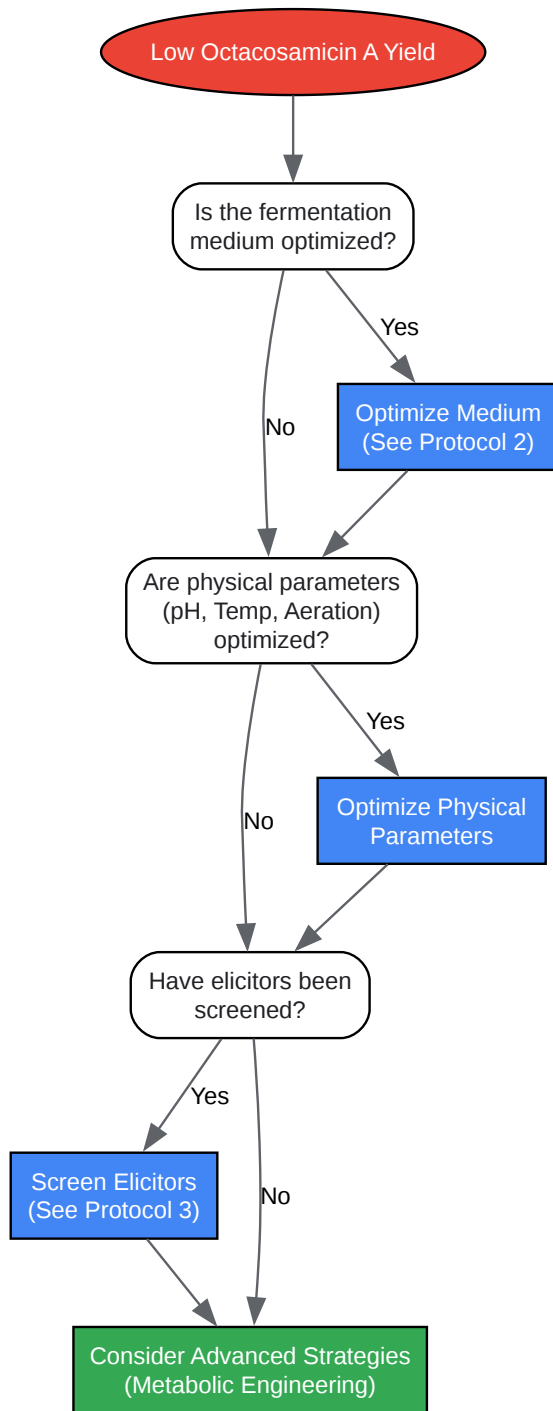 Low Octacosamicin A Yield
Is the fermentation
medium optimized?
Yes
Optimize Medium
(See Protocol 2)
No
Are physical parameters
(pH, Temp, Aeration)
optimized?
Yes
Optimize Physical
Parameters
No
Have elicitors been
screened?
Yes
Screen Elicitors
(See Protocol 3)
No
Consider Advanced Strategies
(Metabolic Engineering)